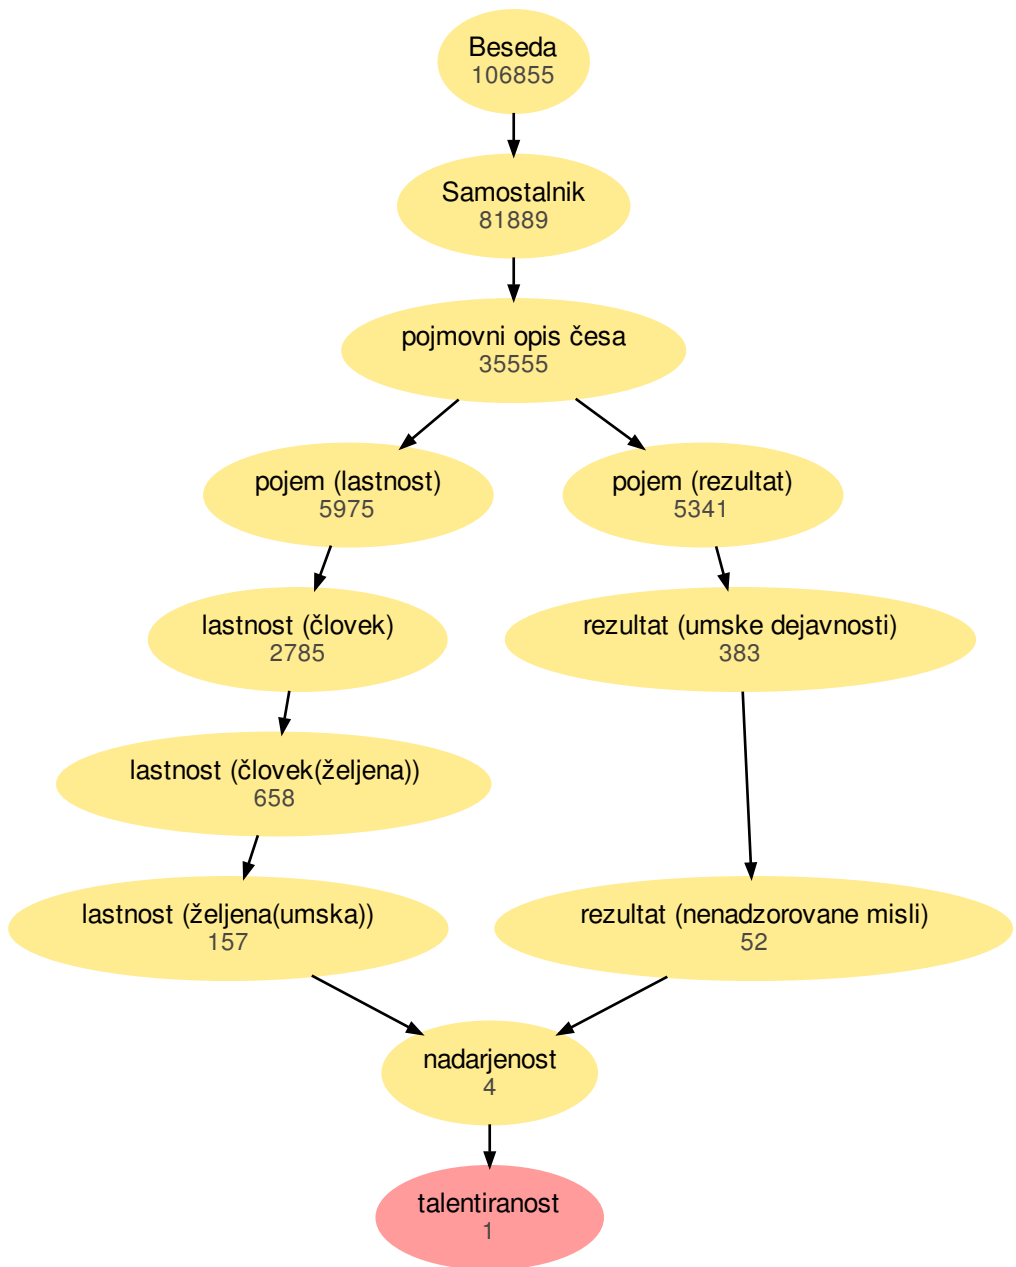 Beseda
106855
Samostalnik
81889
pojmovni opis česa
35555
pojem (lastnost)
5975
pojem (rezultat)
5341
lastnost (človek)
2785
rezultat (umske dejavnosti)
383
lastnost (človek(željena))
658
lastnost (željena(umska))
157
rezultat (nenadzorovane misli)
52
nadarjenost
4
talentiranost
1